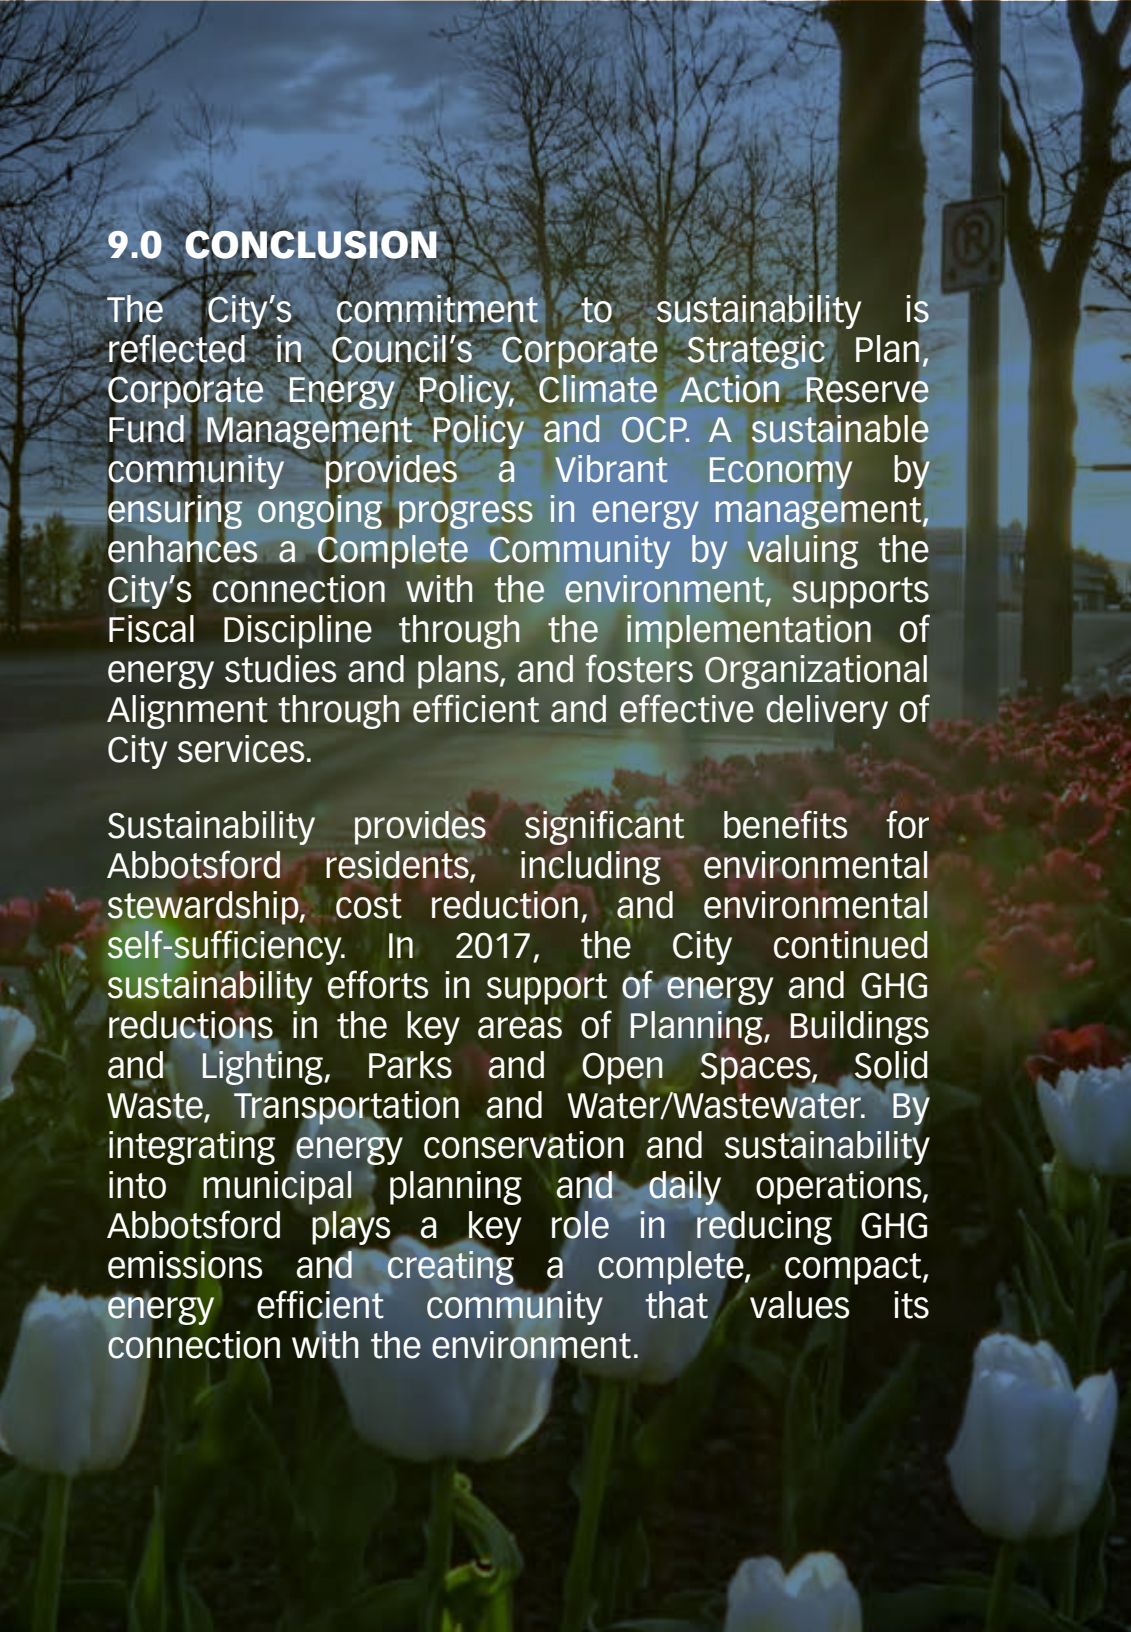 9.0 CONCLUSION
The City's commitment to sustainability is
reflected in Council's Corporate Strategic Plan,
Corporate Energy Policy, Climate Action Reserve
Fund Management Policy and OCP. A sustainable
community provides a Vibrant Economy by
ensuring ongoing progress in energy management,
enhances a Complete Community by valuing the
City's connection with the environment, supports
Fiscal Discipline through the implementation of
energy studies and plans, and fosters Organizational
Alignment through efficient and effective delivery of
City services.
Sustainability provides significant benefits for
Abbotsford residents, including environmental
stewardship, cost reduction, and environmental
self-sufficiency. In 2017, the City continued
sustainability efforts in support of energy and GHG
reductions in the key areas of Planning, Buildings
and Lighting, Parks and Open Spaces, Solid
Waste, Transportation and Water/Wastewater. By
integrating energy conservation and sustainability
into municipal planning and daily operations,
Abbotsford plays a key role in reducing GHG
emissions and creating a complete, compact,
energy efficient community that values its
connection with the environment.